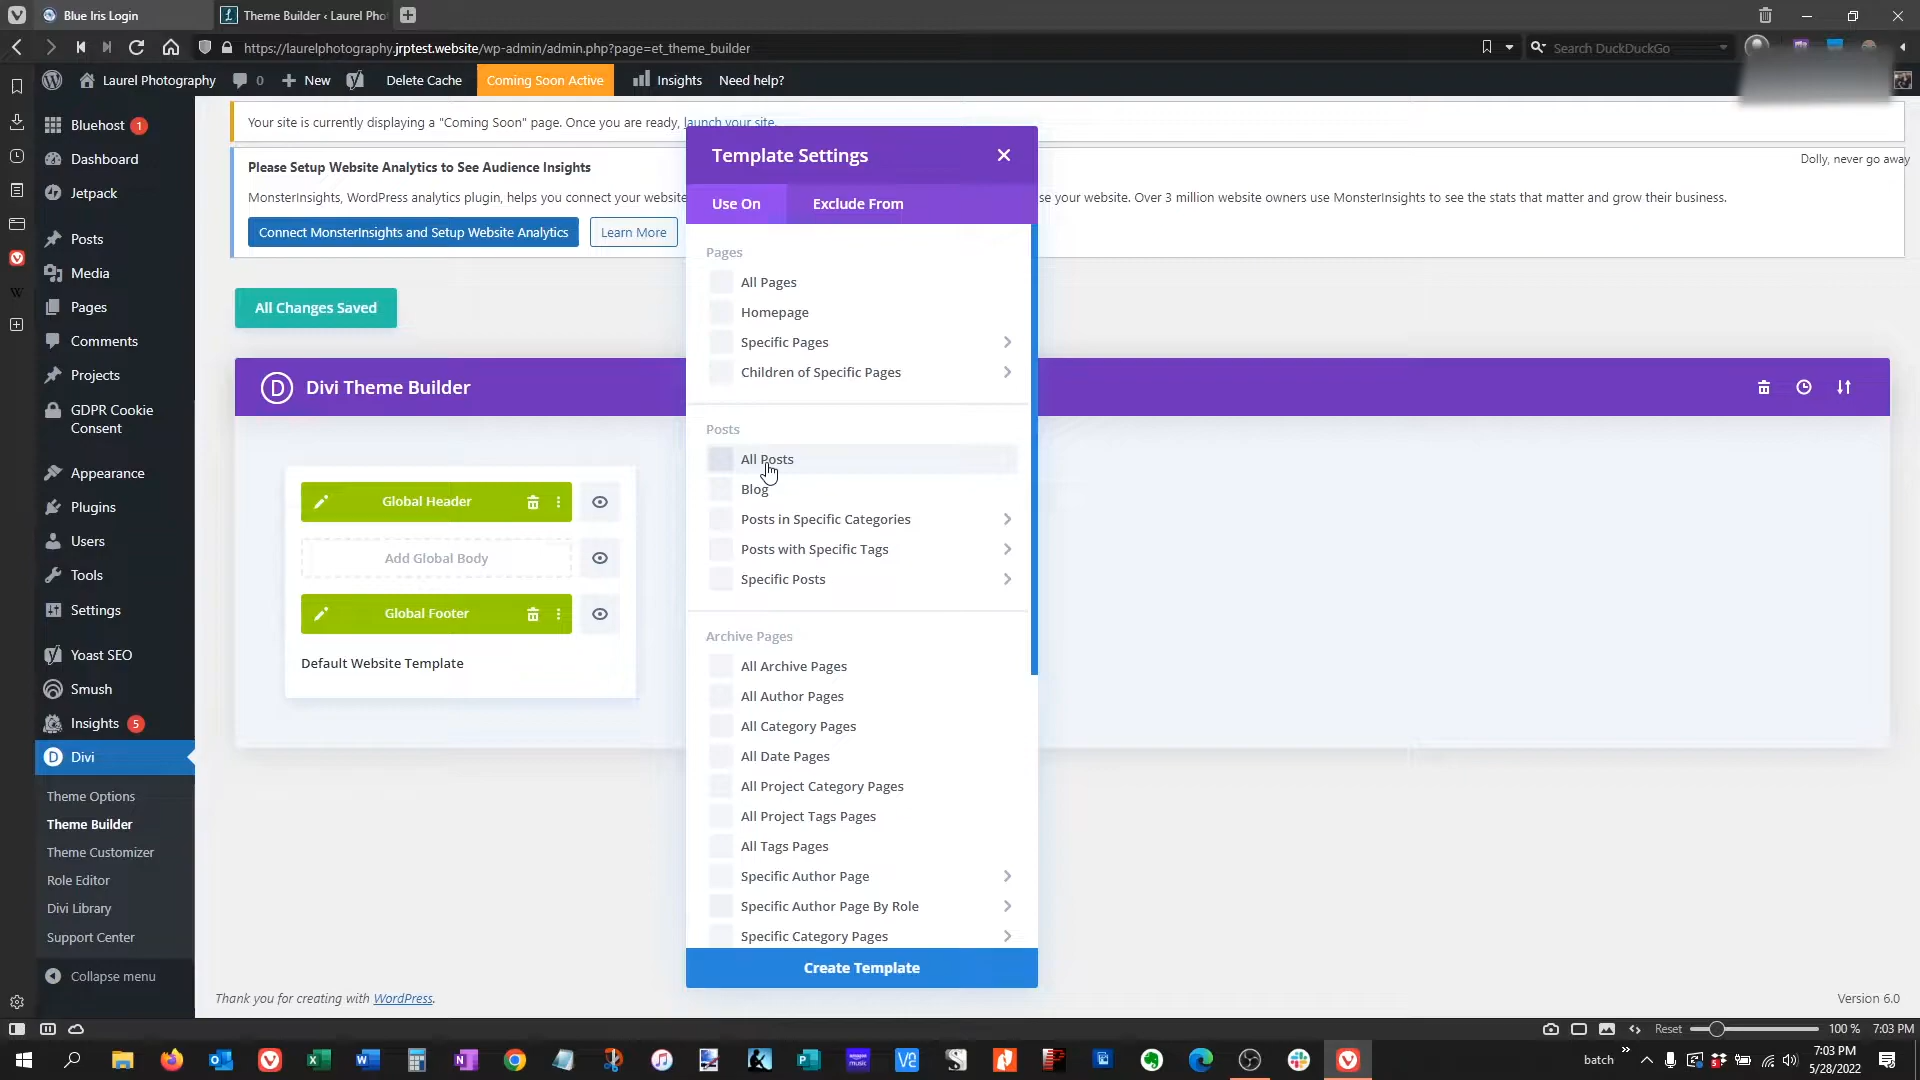 Blue Iris Login
Theme Builder ‹ Laurel Pho
https://laurelphotography.jrptest.website/wp-admin/admin.php?page=et_theme_builder
Search DuckDuckGo
Laurel Photography
0
New
Delete Cache
Coming Soon Active
Insights
Need help?
Bluehost 1
Dashboard
Jetpack
Posts
Media
Pages
Comments
Projects
GDPR Cookie
Consent
Appearance
Plugins
Users
Tools
Settings
Yoast SEO
Smush
Insights 5
Divi
Theme Options
Theme Builder
Theme Customizer
Role Editor
Divi Library
Support Center
Collapse menu
Your site is currently displaying a "Coming Soon" page. Once you are ready, launch your site.
Please Setup Website Analytics to See Audience Insights
Dolly, never go away
MonsterInsights, WordPress analytics plugin, helps you connect your website
se your website. Over 3 million website owners use MonsterInsights to see the stats that matter and grow their business.
Connect MonsterInsights and Setup Website Analytics
Learn More
All Changes Saved
D Divi Theme Builder
Global Header
Add Global Body
Global Footer
Default Website Template
Template Settings
Use On
Exclude From
Pages
All Pages
Homepage
Specific Pages
Children of Specific Pages
Posts
All Posts
Blog
Posts in Specific Categories
Posts with Specific Tags
Specific Posts
Archive Pages
All Archive Pages
All Author Pages
All Category Pages
All Date Pages
All Project Category Pages
All Project Tags Pages
All Tags Pages
Specific Author Page
Specific Author Page By Role
Specific Category Pages
Create Template
Thank you for creating with WordPress.
Version 6.0
Reset
100 %
7:03 PM
batch
7:03 PM
5/28/2022